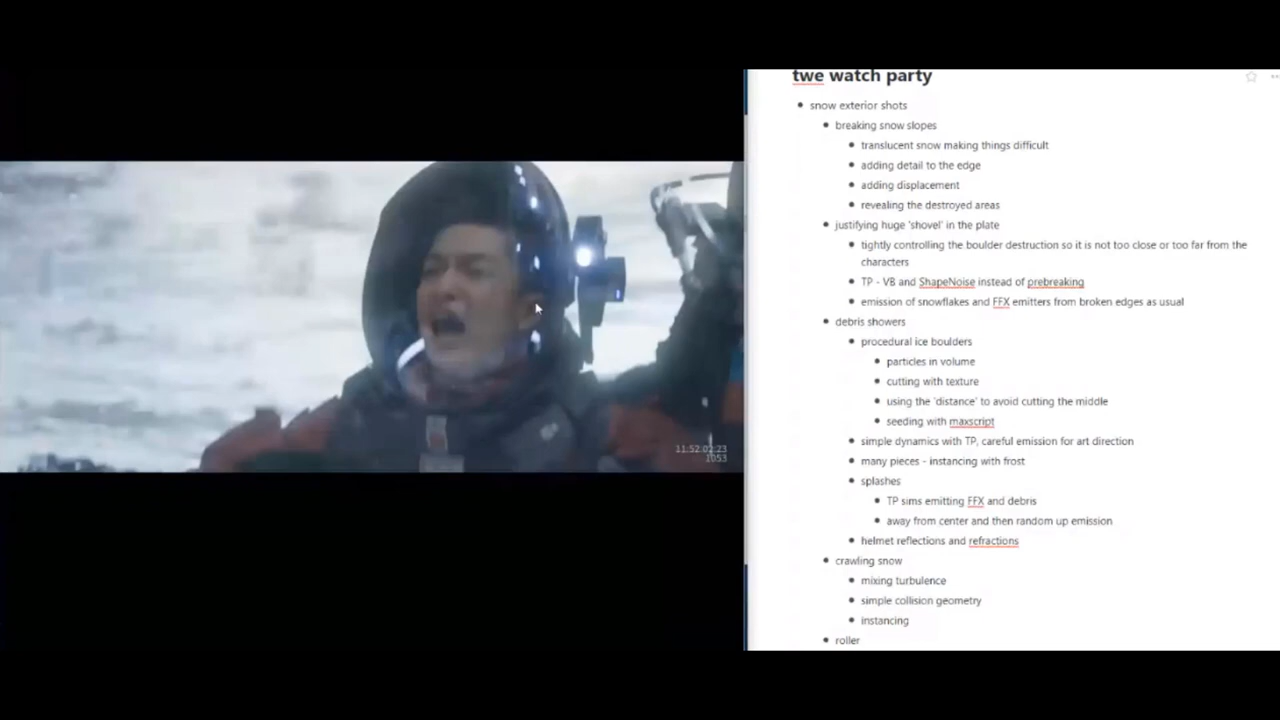 twe watch party
snow exterior shots
breaking snow slopes
translucent snow making things difficult
adding detail to the edge
adding displacement
revealing the destroyed areas
justifying huge 'shovel' in the plate
tightly controlling the boulder destruction so it is not too close or too far from the
characters
TP - VB and ShapeNoise instead of prebreaking
emission of snowflakes and FFX emitters from broken edges as usual
debris showers
procedural ice boulders
particles in volume
cutting with texture
using the 'distance' to avoid cutting the middle
seeding with maxscript
simple dynamics with TP, careful emission for art direction
many pieces - instancing with frost
splashes
TP sims emitting FFX and debris
away from center and then random up emission
helmet reflections and refractions
crawling snow
mixing turbulence
simple collision geometry
instancing
roller
11:52:02:23
1053